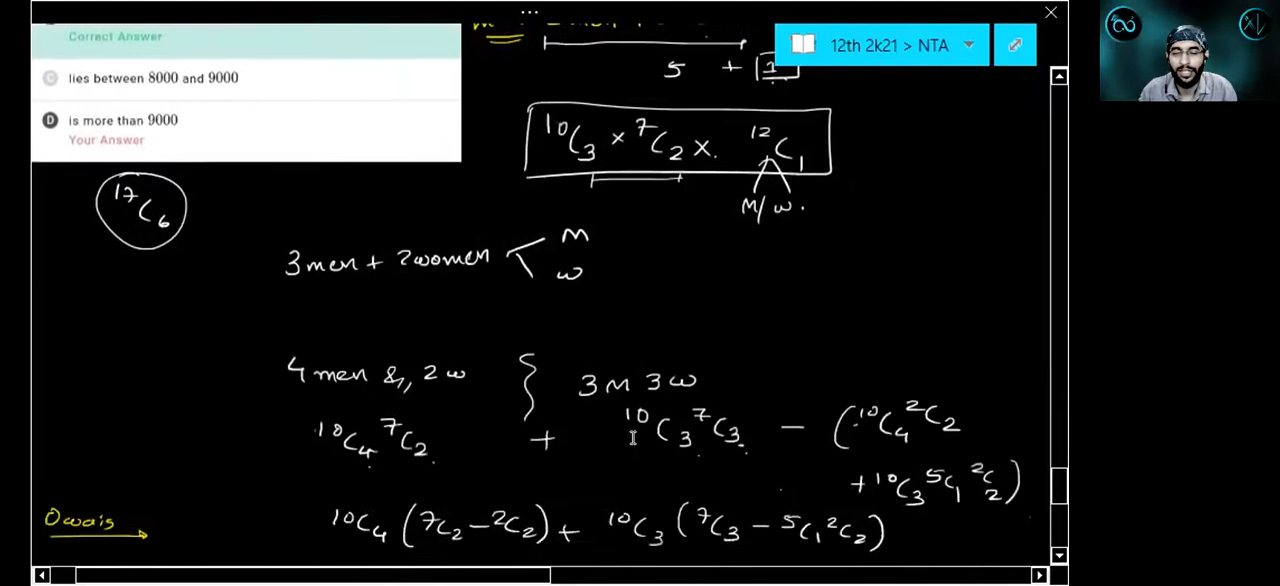 Correct Answer
C lies between 8000 and 9000
D is more than 9000
Your Answer
12th 2k21 > NTA
5 + 1
¹⁰C₃ × ⁷C₂ × ¹²C₁
M/W.
¹⁷C₆
3 men + 2 women < M
W
4 men &, 2 W } 3 M 3 W
¹⁰C₄ ⁷C₂ + ¹⁰C₃ ⁷C₃ − (¹⁰C₄ ²C₂
+ ¹⁰C₃ ⁵C₁ ²C₂)
Owais
¹⁰C₄ (⁷C₂ − ²C₂) + ¹⁰C₃ (⁷C₃ − ⁵C₁ ²C₂)